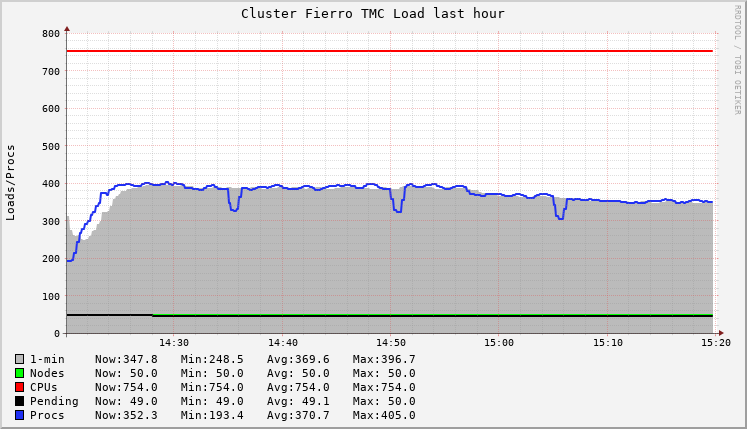 Cluster Fierro TMC Load last hour
RRDTOOL / TOBI OETIKER
Loads/Procs
800
700
600
500
400
300
200
100
0
14:30 14:40 14:50 15:00 15:10 15:20
1-min Now:347.8 Min:248.5 Avg:369.6 Max:396.7
Nodes Now: 50.0 Min: 50.0 Avg: 50.0 Max: 50.0
CPUs Now:754.0 Min:754.0 Avg:754.0 Max:754.0
Pending Now: 49.0 Min: 49.0 Avg: 49.1 Max: 50.0
Procs Now:352.3 Min:193.4 Avg:370.7 Max:405.0